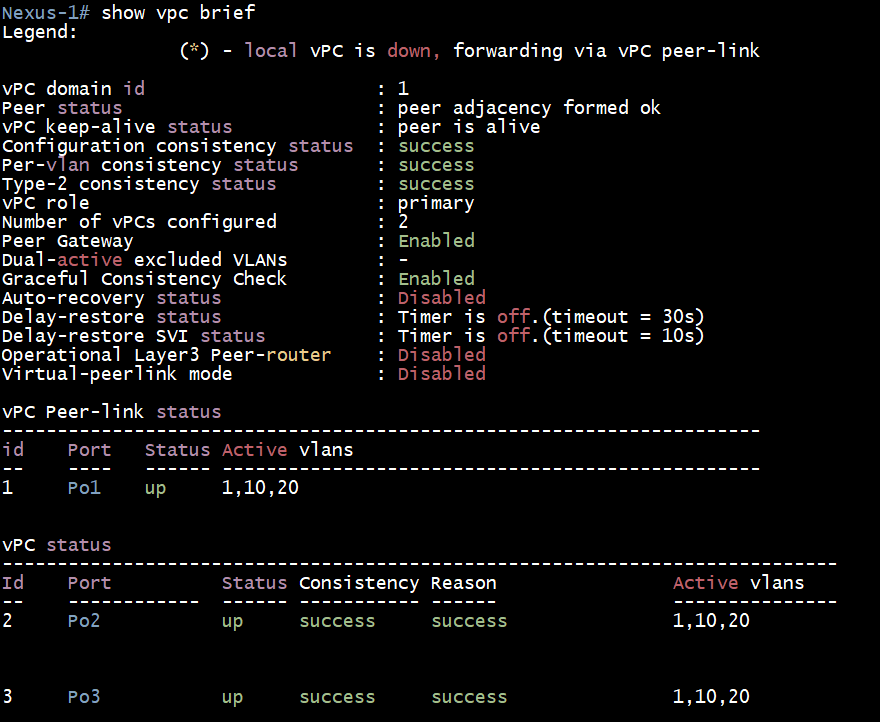 Nexus-1# show vpc brief
Legend:
                (*) - local vPC is down, forwarding via vPC peer-link
vPC domain id                     : 1
Peer status                       : peer adjacency formed ok
vPC keep-alive status             : peer is alive
Configuration consistency status  : success
Per-vlan consistency status       : success
Type-2 consistency status         : success
vPC role                          : primary
Number of vPCs configured         : 2
Peer Gateway                      : Enabled
Dual-active excluded VLANs        : -
Graceful Consistency Check        : Enabled
Auto-recovery status              : Disabled
Delay-restore status              : Timer is off.(timeout = 30s)
Delay-restore SVI status          : Timer is off.(timeout = 10s)
Operational Layer3 Peer-router    : Disabled
Virtual-peerlink mode             : Disabled
vPC Peer-link status
---------------------------------------------------------------------
id    Port   Status Active vlans
--    ----   ------ -------------------------------------------------
1     Po1    up     1,10,20
vPC status
----------------------------------------------------------------------------
Id    Port          Status Consistency Reason                Active vlans
--    ------------  ------ ----------- ------                ---------------
2     Po2           up     success     success               1,10,20
3     Po3           up     success     success               1,10,20